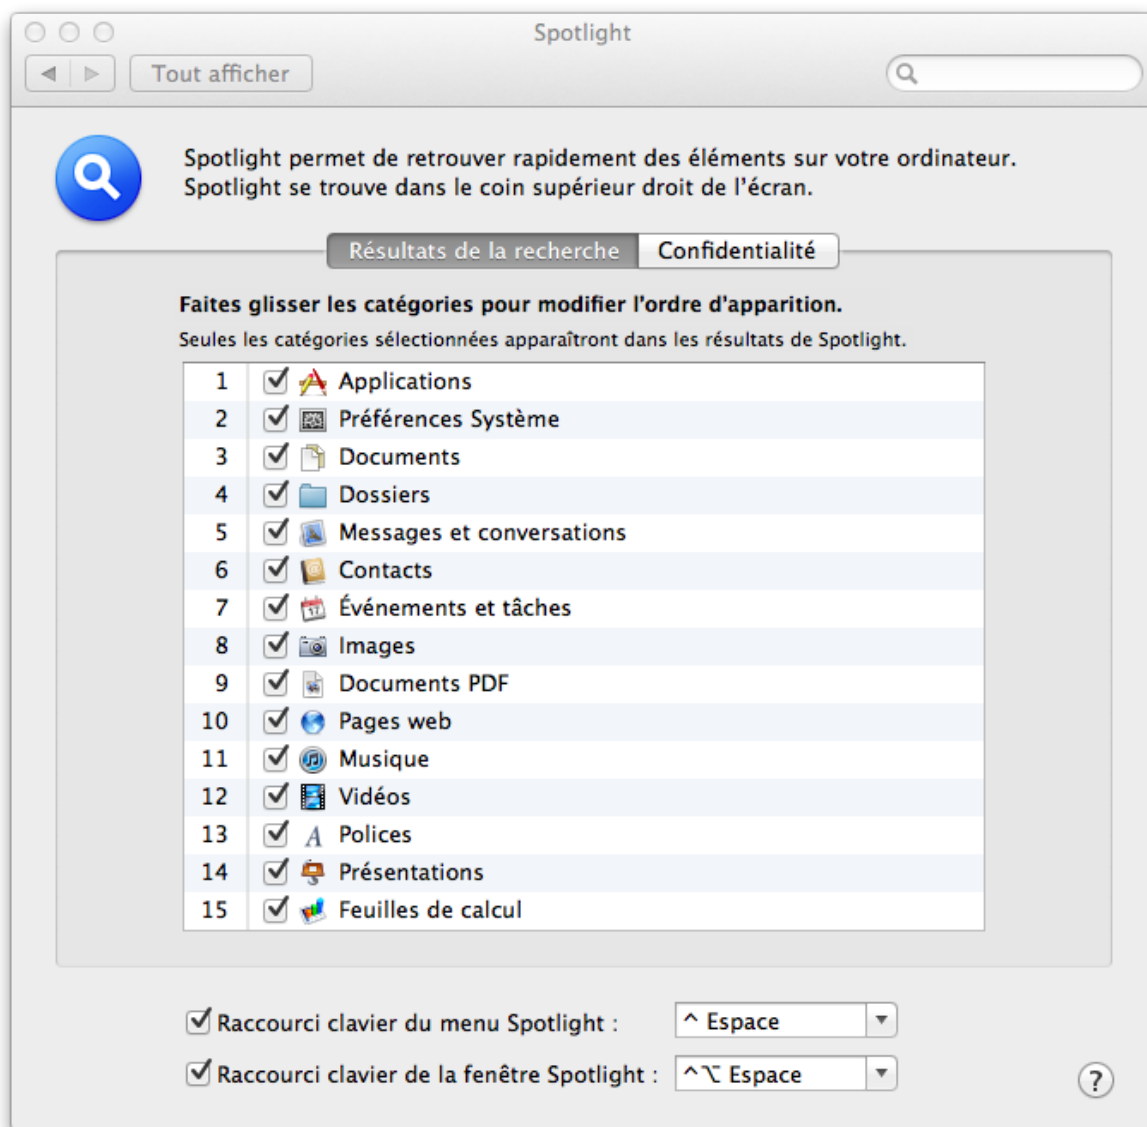 Spotlight
Tout afficher
Spotlight permet de retrouver rapidement des éléments sur votre ordinateur.
Spotlight se trouve dans le coin supérieur droit de l’écran.
Résultats de la recherche Confidentialité
Faites glisser les catégories pour modifier l’ordre d’apparition.
Seules les catégories sélectionnées apparaîtront dans les résultats de Spotlight.
1 Applications
2 Préférences Système
3 Documents
4 Dossiers
5 Messages et conversations
6 Contacts
7 Événements et tâches
8 Images
9 Documents PDF
10 Pages web
11 Musique
12 Vidéos
13 Polices
14 Présentations
15 Feuilles de calcul
Raccourci clavier du menu Spotlight : ^ Espace
Raccourci clavier de la fenêtre Spotlight : ^⌥ Espace
?